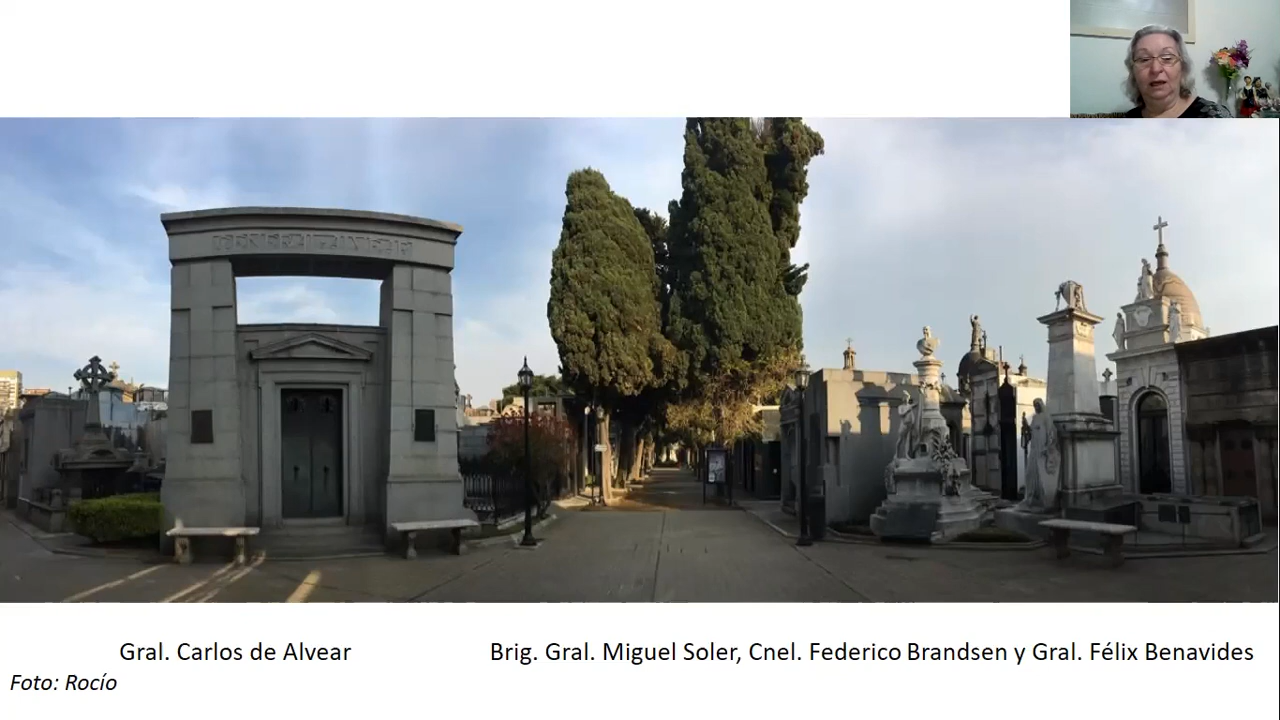 Gral. Carlos de Alvear
Brig. Gral. Miguel Soler, Cnel. Federico Brandsen y Gral. Félix Benavides
Foto: Rocío